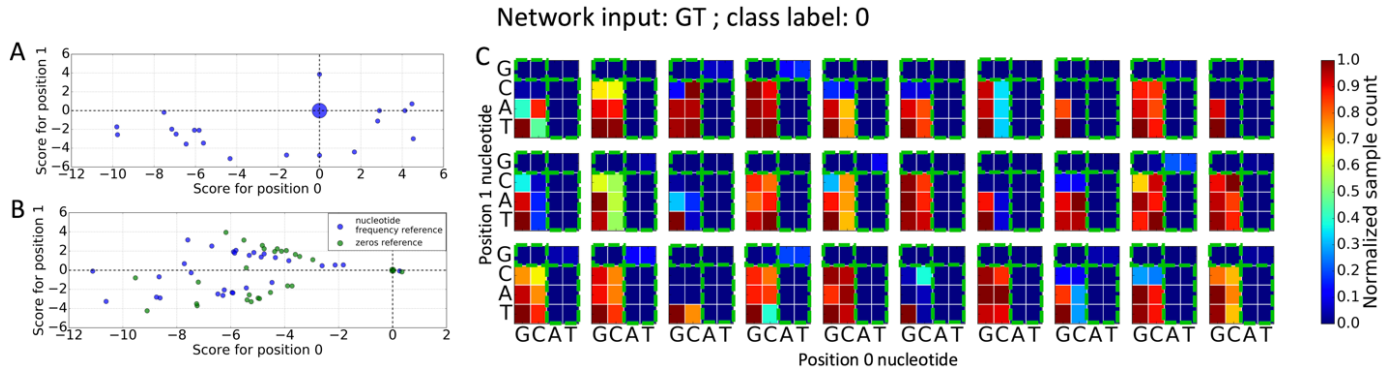 Network input: GT ; class label: 0
A
Score for position 1
6
4
2
0
−2
−4
−6
−12 −10 −8 −6 −4 −2 0 2 4 6
Score for position 0
B
Score for position 1
6
4
2
0
−2
−4
−6
nucleotide
frequency reference
zeros reference
−12 −10 −8 −6 −4 −2 0 2
Score for position 0
C
Position 1 nucleotide
G
C
A
T
G
C
A
T
G
C
A
T
GCAT GCAT GCAT GCAT GCAT GCAT GCAT GCAT GCAT GCAT
Position 0 nucleotide
1.0
0.9
0.8
0.7
0.6
0.5
0.4
0.3
0.2
0.1
0.0
Normalized sample count